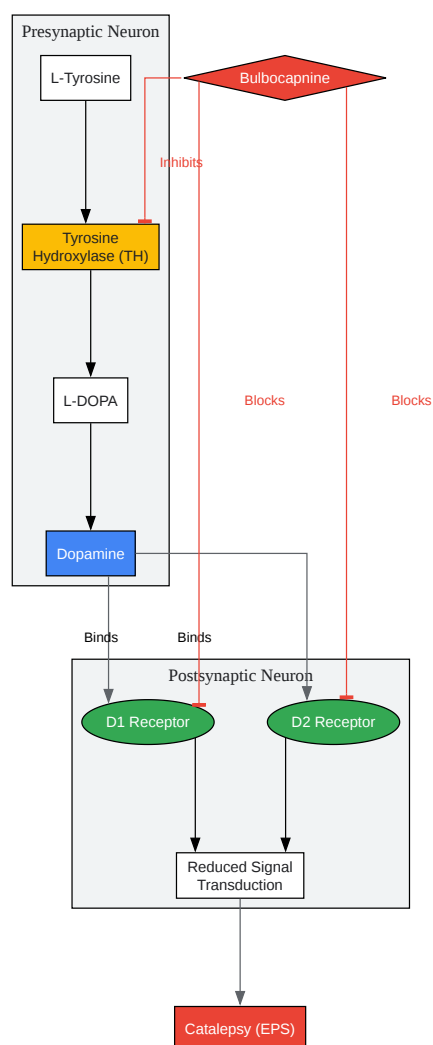 Presynaptic Neuron
L-Tyrosine
Bulbocapnine
Inhibits
Tyrosine
Hydroxylase (TH)
L-DOPA
Blocks
Blocks
Dopamine
Binds
Binds
Postsynaptic Neuron
D1 Receptor
D2 Receptor
Reduced Signal
Transduction
Catalepsy (EPS)